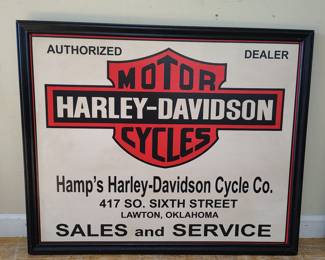 AUTHORIZED DEALER
MOTOR
HARLEY-DAVIDSON
CYCLES
Hamp's Harley-Davidson Cycle Co.
417 SO. SIXTH STREET
LAWTON, OKLAHOMA
SALES and SERVICE